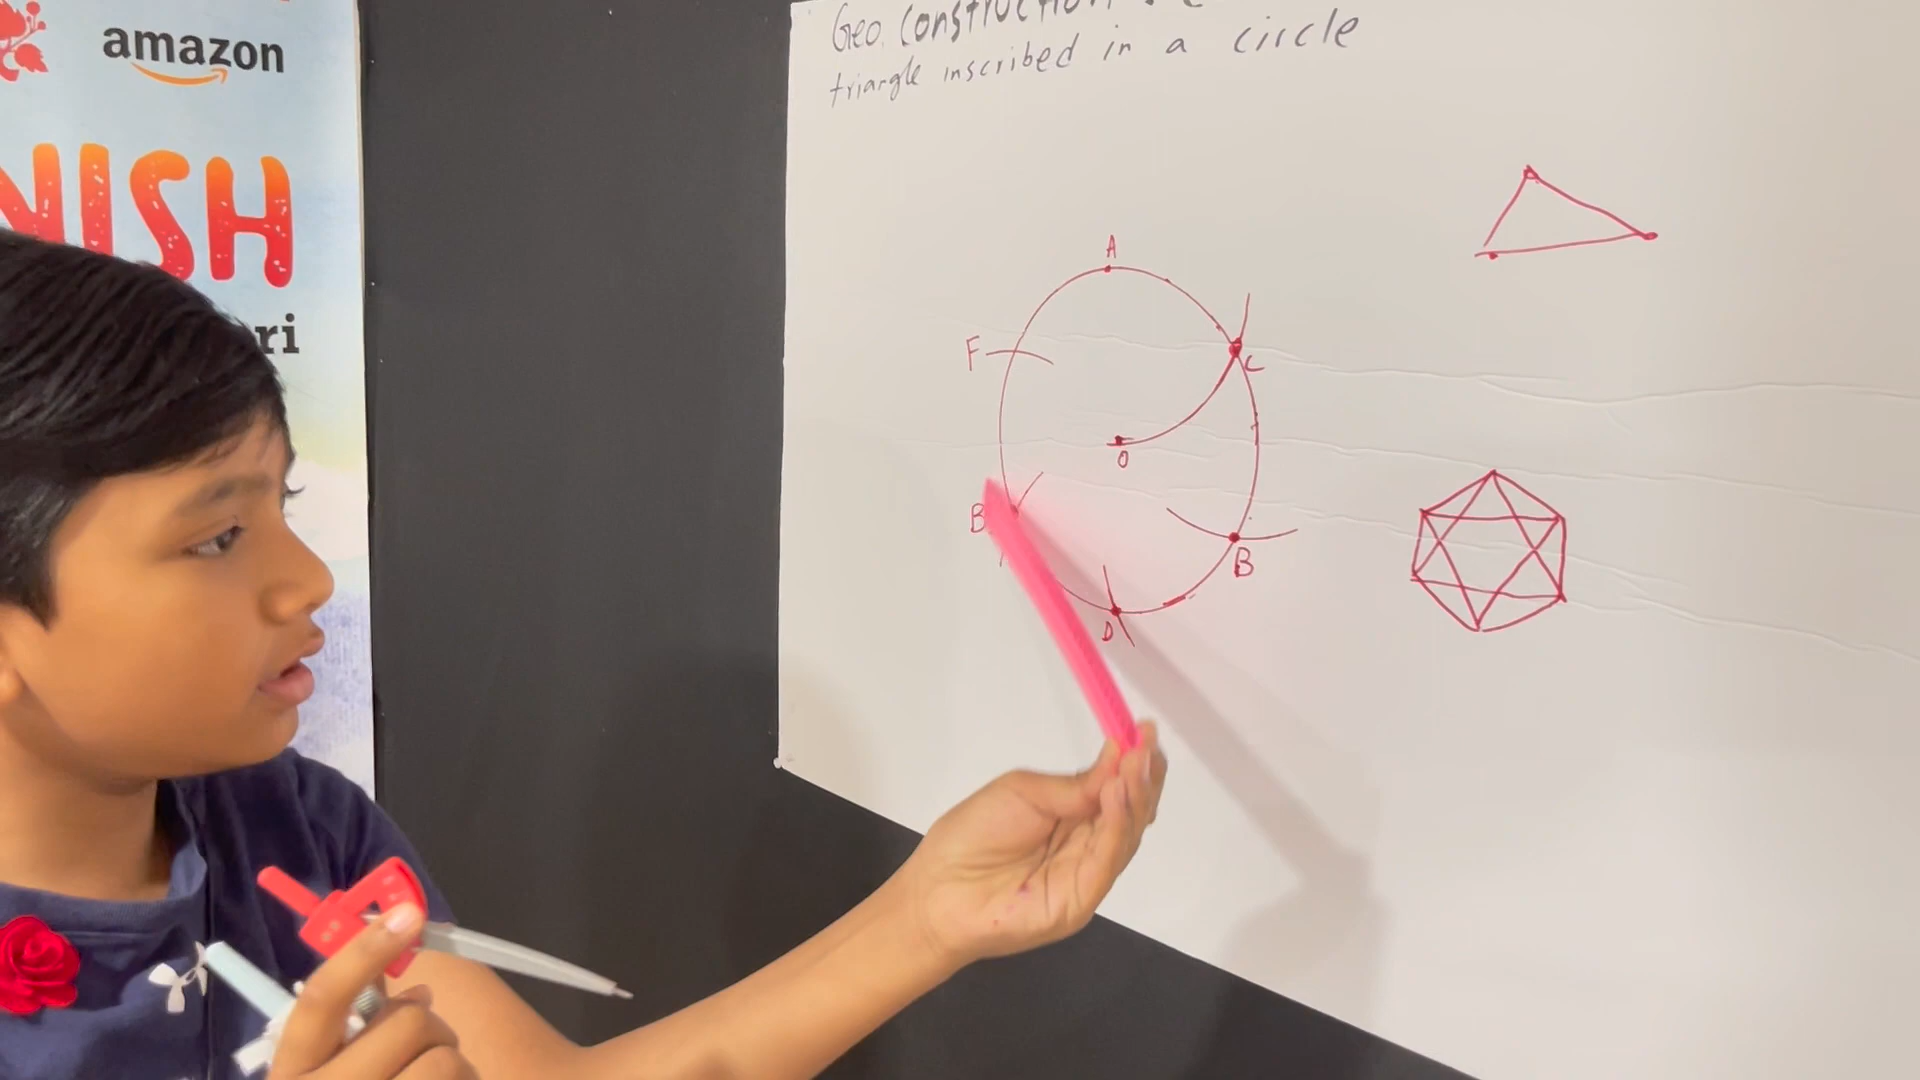 amazon
NISH
ri
Geo. Construction:
triangle inscribed in a circle
A
F
C
O
B
B
D